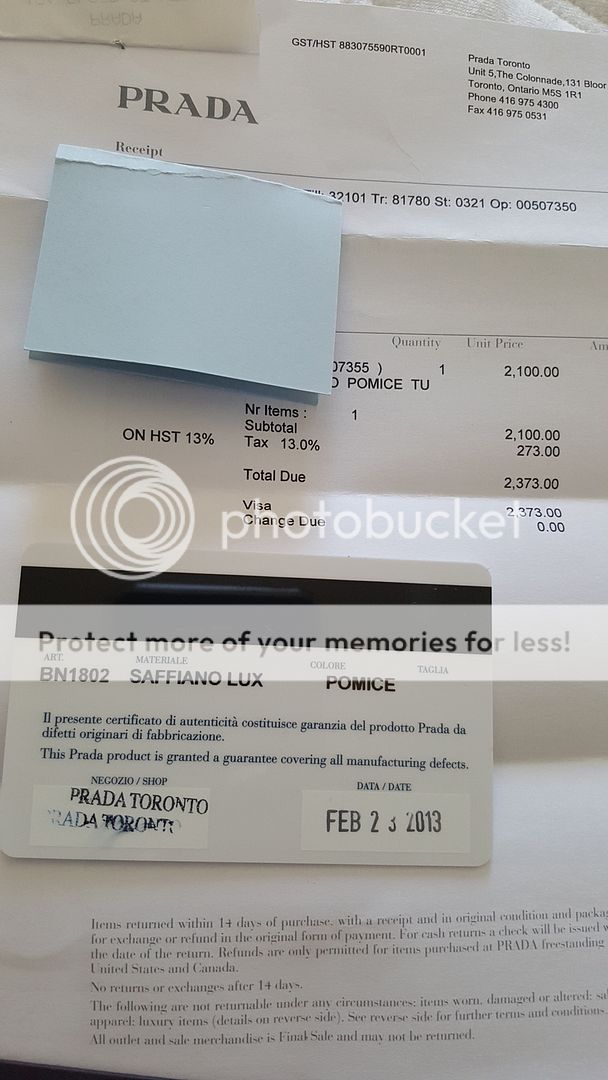 PRADA
GST/HST 883075590RT0001
Prada Toronto
Unit 5,The Colonnade,131 Bloor
Toronto, Ontario M5S 1R1
Phone 416 975 4300
Fax 416 975 0531
PRADA
Receipt
32101 Tr: 81780 St: 0321 Op: 00507350
Quantity Unit Price Am
07355 ) 1 2,100.00
POMICE TU
Nr Items : 1
Subtotal 2,100.00
ON HST 13% Tax 13.0% 273.00
Total Due 2,373.00
Visa 2,373.00
Change Due 0.00
photobucket
Protect more of your memories for less!
ART. MATERIALE COLORE TAGLIA
BN1802 SAFFIANO LUX POMICE
Il presente certificato di autenticità costituisce garanzia del prodotto Prada da
difetti originari di fabbricazione.
This Prada product is granted a guarantee covering all manufacturing defects.
NEGOZIO / SHOP DATA / DATE
PRADA TORONTO
PRADA TORONTO
FEB 23 2013
Items returned within 14 days of purchase, with a receipt and in original condition and packa
for exchange or refund in the original form of payment. For cash returns a check will be issued w
the date of the return. Refunds are only permitted for items purchased at PRADA freestanding
United States and Canada.
No returns or exchanges after 14 days.
The following are not returnable under any circumstances: items worn, damaged or altered; sa
apparel; luxury items (details on reverse side). See reverse side for further terms and conditions.
All outlet and sale merchandise is Final Sale and may not be returned.